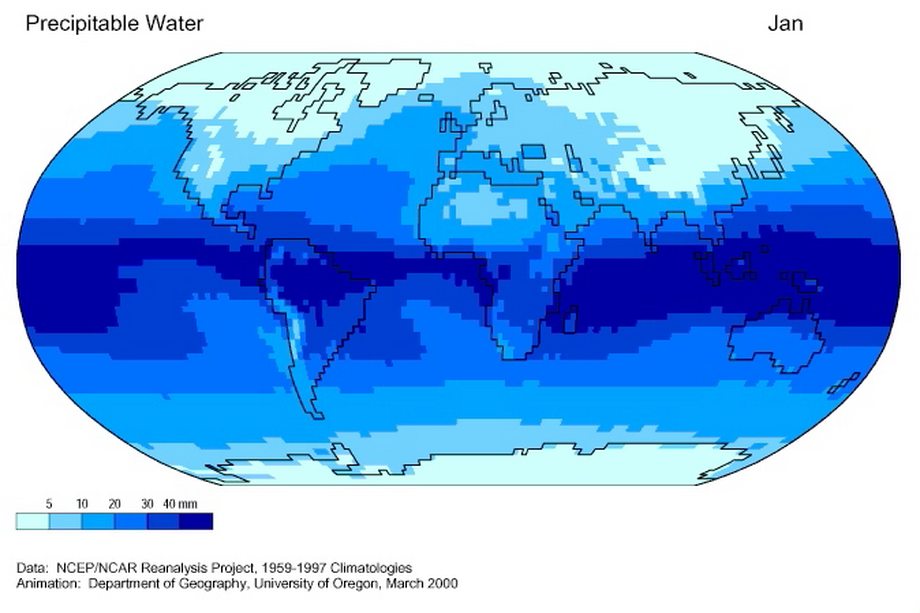 Precipitable Water
Jan
5 10 20 30 40 mm
Data: NCEP/NCAR Reanalysis Project, 1959-1997 Climatologies
Animation: Department of Geography, University of Oregon, March 2000